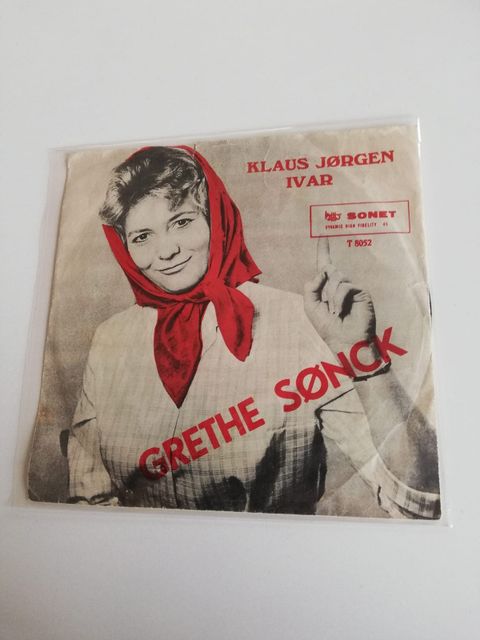 KLAUS JØRGEN
IVAR
SONET
DYNAMIC HIGH FIDELITY 45
T 8052
GRETHE SØNCK